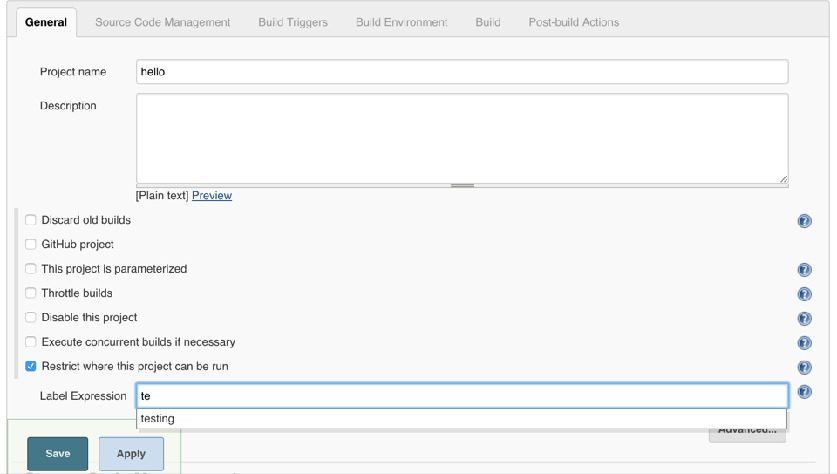 General Source Code Management Build Triggers Build Environment Build Post-build Actions
Project name hello
Description
[Plain text] Preview
Discard old builds
GitHub project
This project is parameterized
Throttle builds
Disable this project
Execute concurrent builds if necessary
Restrict where this project can be run
Label Expression te
testing
Advanced...
Save Apply